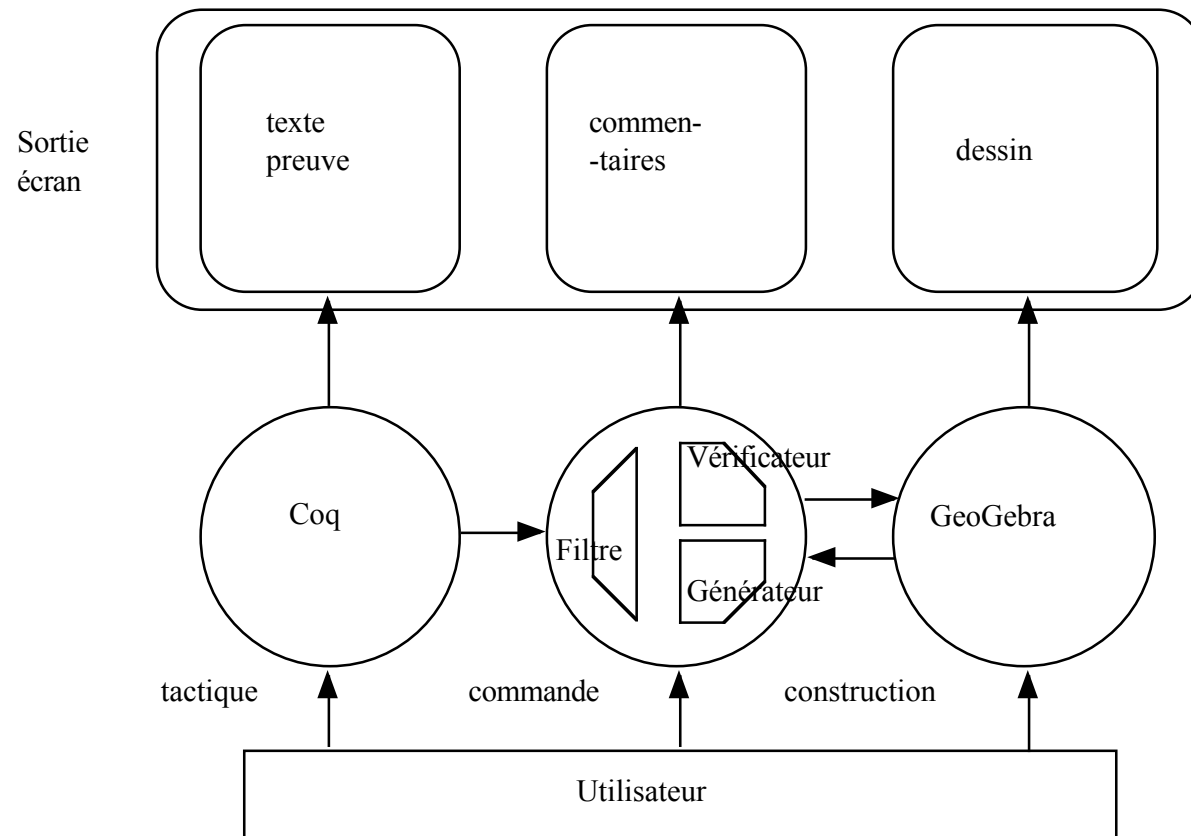 Sortie
écran
texte
preuve
commen-
-taires
dessin
Coq
Filtre
Vérificateur
Générateur
GeoGebra
tactique
commande
construction
Utilisateur